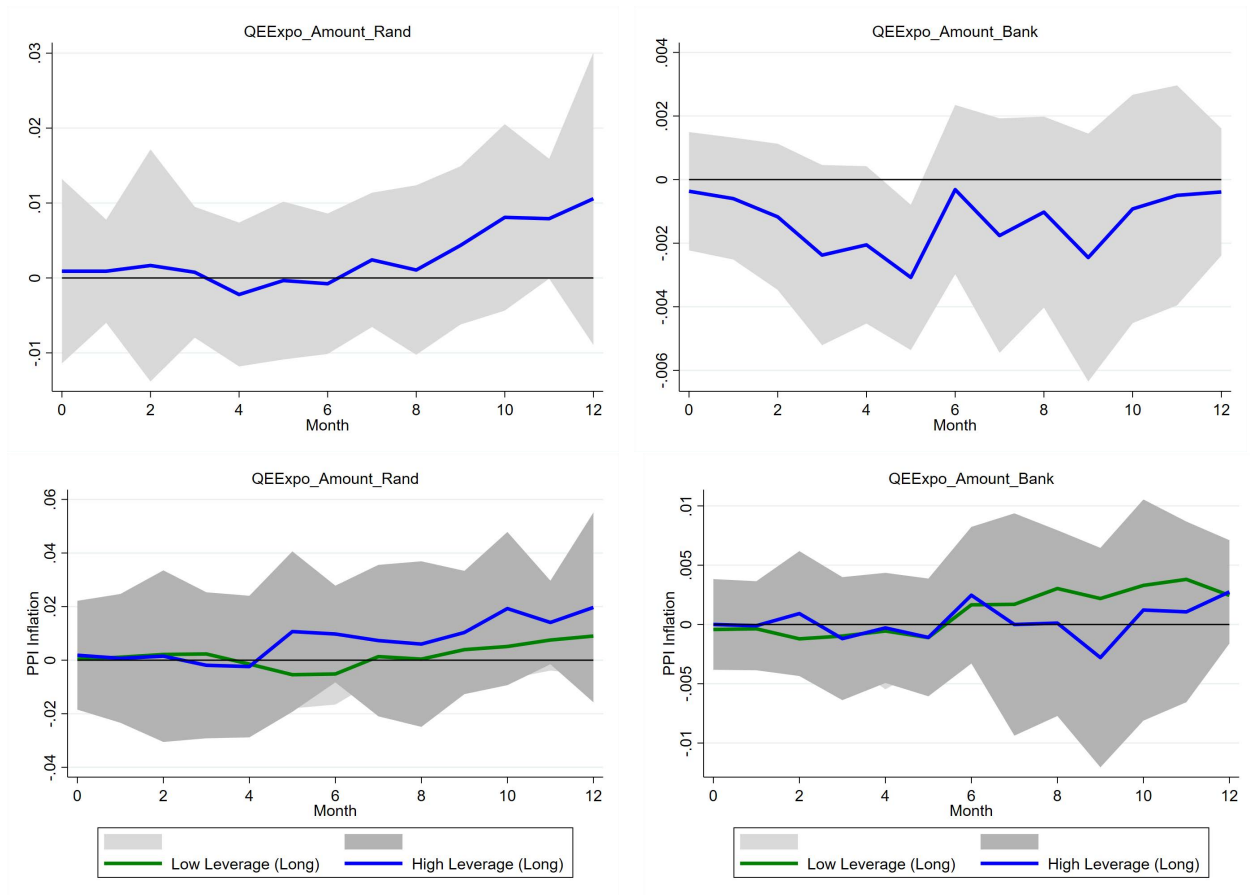 QEExpo_Amount_Rand
.03
.02
.01
0
-.01
0 2 4 6 8 10 12
Month
QEExpo_Amount_Bank
.004
.002
0
-.002
-.004
-.006
0 2 4 6 8 10 12
Month
QEExpo_Amount_Rand
PPI Inflation
.06
.04
.02
0
-.02
-.04
0 2 4 6 8 10 12
Month
Low Leverage (Long) High Leverage (Long)
QEExpo_Amount_Bank
PPI Inflation
.01
.005
0
-.005
-.01
0 2 4 6 8 10 12
Month
Low Leverage (Long) High Leverage (Long)